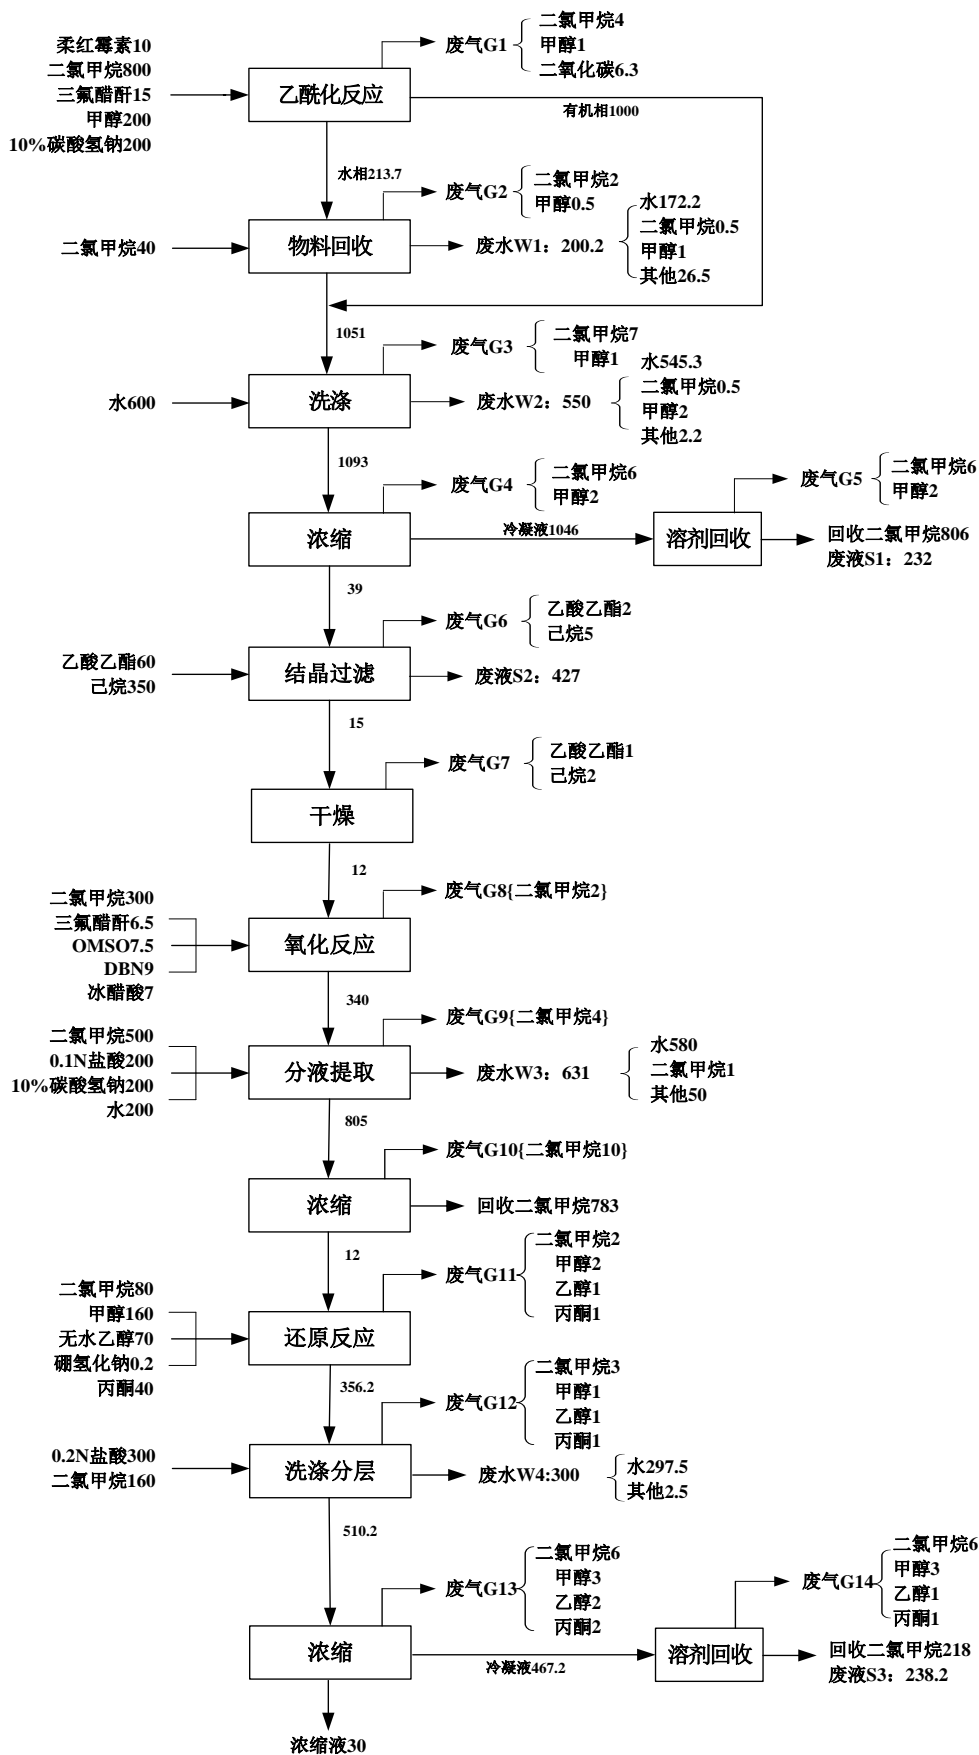 柔红霉素10
二氯甲烷800
三氟醋酐15
甲醇200
10%碳酸氢钠200
乙酰化反应
废气G1
二氯甲烷4
甲醇1
二氧化碳6.3
有机相1000
水相213.7
二氯甲烷40
物料回收
废气G2
二氯甲烷2
甲醇0.5
废水W1：200.2
水172.2
二氯甲烷0.5
甲醇1
其他26.5
1051
水600
洗涤
废气G3
二氯甲烷7
甲醇1
废水W2：550
水545.3
二氯甲烷0.5
甲醇2
其他2.2
1093
浓缩
废气G4
二氯甲烷6
甲醇2
冷凝液1046
溶剂回收
废气G5
二氯甲烷6
甲醇2
回收二氯甲烷806
废液S1：232
39
乙酸乙酯60
己烷350
结晶过滤
废气G6
乙酸乙酯2
己烷5
废液S2：427
15
干燥
废气G7
乙酸乙酯1
己烷2
12
二氯甲烷300
三氟醋酐6.5
OMSO7.5
DBN9
冰醋酸7
氧化反应
废气G8{二氯甲烷2}
340
二氯甲烷500
0.1N盐酸200
10%碳酸氢钠200
水200
分液提取
废气G9{二氯甲烷4}
废水W3：631
水580
二氯甲烷1
其他50
805
浓缩
废气G10{二氯甲烷10}
回收二氯甲烷783
12
二氯甲烷80
甲醇160
无水乙醇70
硼氢化钠0.2
丙酮40
还原反应
废气G11
二氯甲烷2
甲醇2
乙醇1
丙酮1
356.2
0.2N盐酸300
二氯甲烷160
洗涤分层
废气G12
二氯甲烷3
甲醇1
乙醇1
丙酮1
废水W4:300
水297.5
其他2.5
510.2
浓缩
废气G13
二氯甲烷6
甲醇3
乙醇2
丙酮2
冷凝液467.2
溶剂回收
废气G14
二氯甲烷6
甲醇3
乙醇1
丙酮1
回收二氯甲烷218
废液S3：238.2
浓缩液30